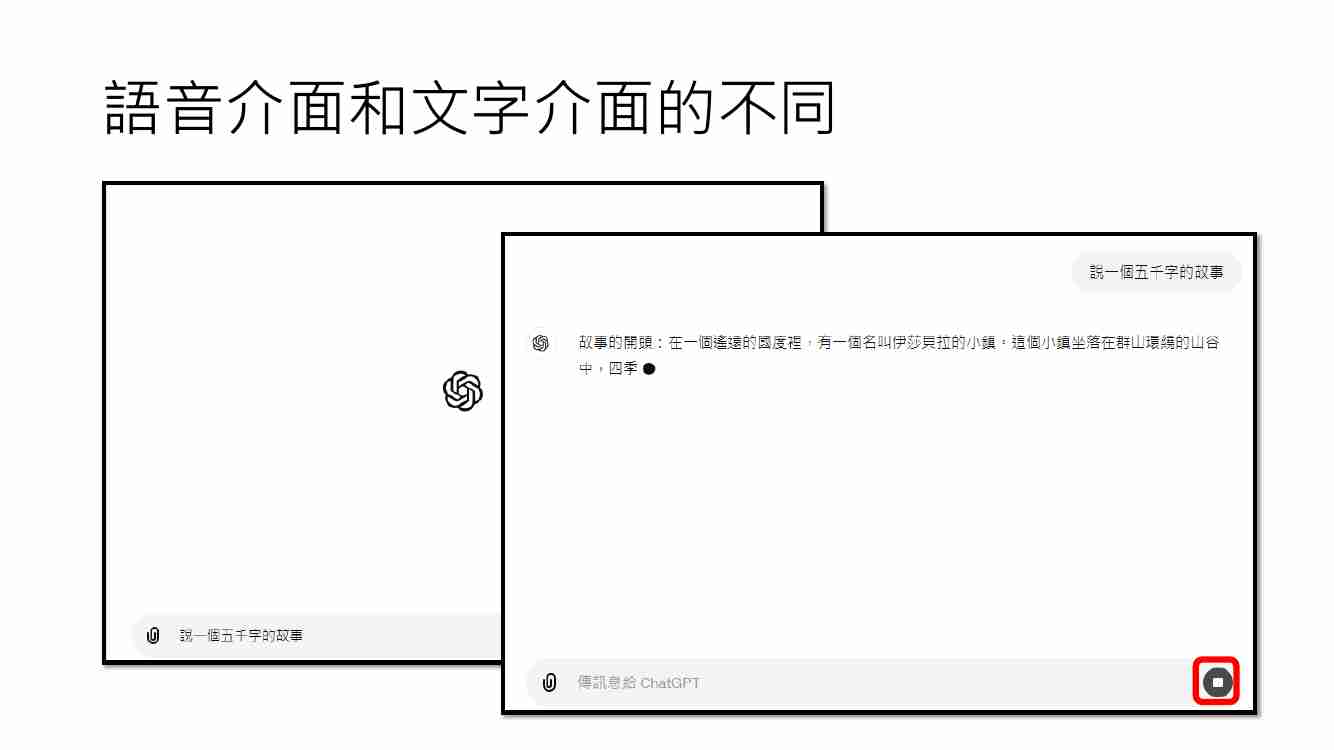 語音介面和文字介面的不同
說一個五千字的故事
故事的開頭：在一個遙遠的國度裡，有一個名叫伊莎貝拉的小鎮。這個小鎮坐落在群山環繞的山谷
中，四季
說一個五千字的故事
傳訊息給 ChatGPT